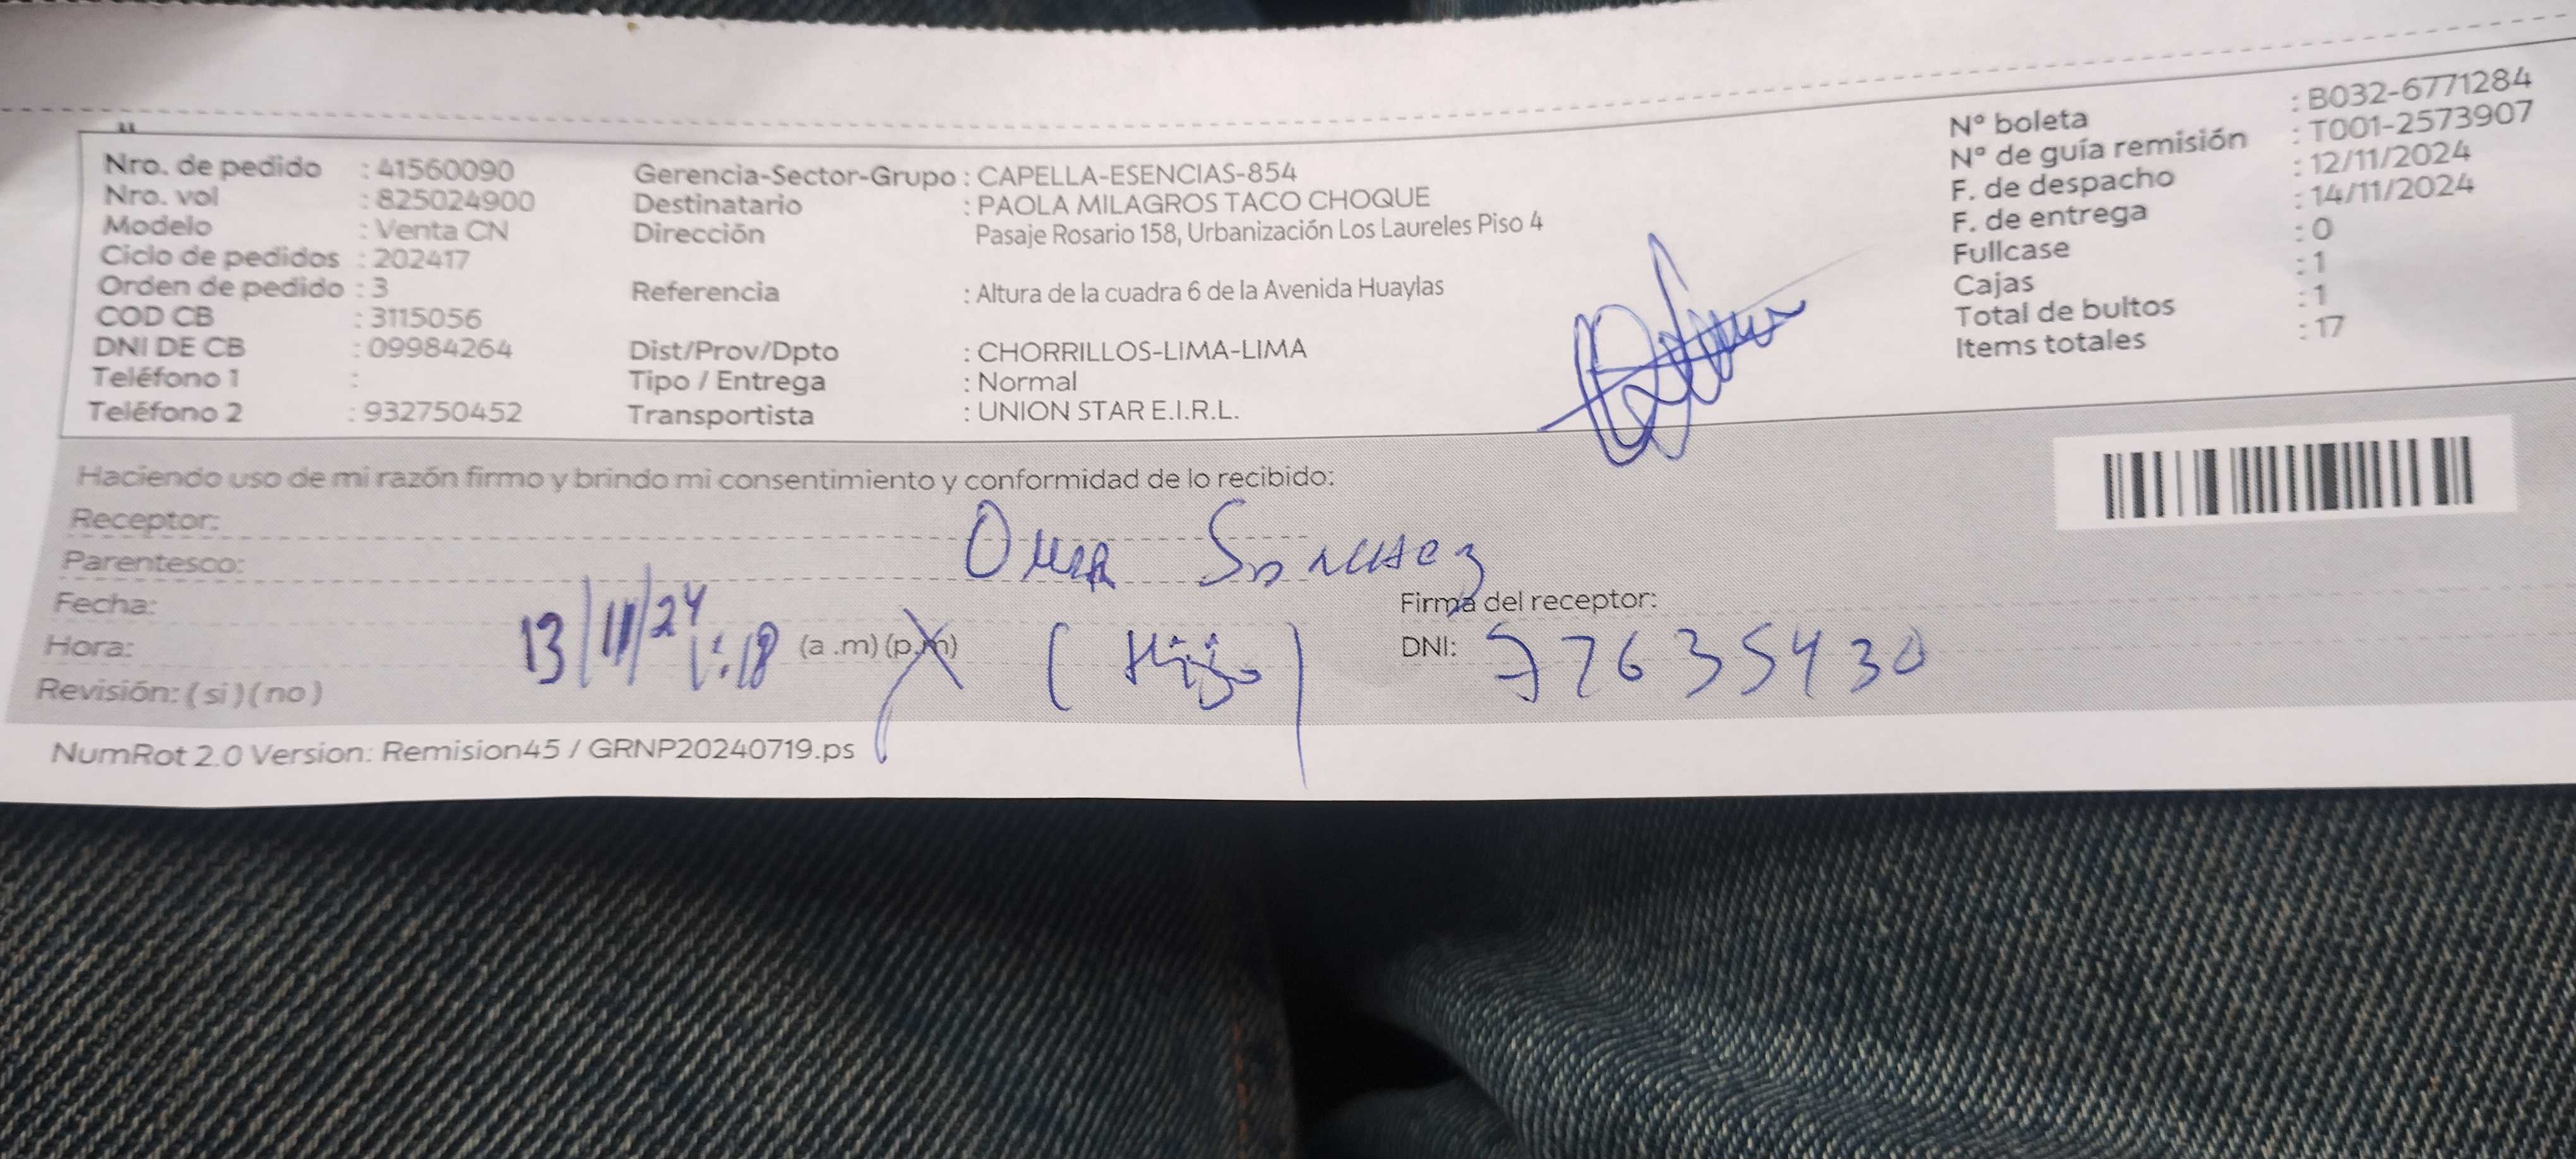 Nro. de pedido : 41560090
Nro. vol : 825024900
Modelo : Venta CN
Ciclo de pedidos : 202417
Orden de pedido : 3
COD CB : 3115056
DNI DE CB : 09984264
Teléfono 1 :
Teléfono 2 : 932750452
Gerencia-Sector-Grupo : CAPELLA-ESENCIAS-854
Destinatario : PAOLA MILAGROS TACO CHOQUE
Dirección Pasaje Rosario 158, Urbanización Los Laureles Piso 4
Referencia : Altura de la cuadra 6 de la Avenida Huaylas
Dist/Prov/Dpto : CHORRILLOS-LIMA-LIMA
Tipo / Entrega : Normal
Transportista : UNION STAR E.I.R.L.
N° boleta : B032-6771284
N° de guía remisión : T001-2573907
F. de despacho : 12/11/2024
F. de entrega : 14/11/2024
Fullcase : 0
Cajas : 1
Total de bultos : 1
Items totales : 17
Haciendo uso de mi razón firmo y brindo mi consentimiento y conformidad de lo recibido:
Receptor: Omar Sanchez
Parentesco:
Fecha: 13/11/24
Hora: 1:18 (a .m) (p.m) (Hijo)
Revisión: ( si ) ( no )
Firma del receptor:
DNI: 77635430
NumRot 2.0 Version: Remision45 / GRNP20240719.ps